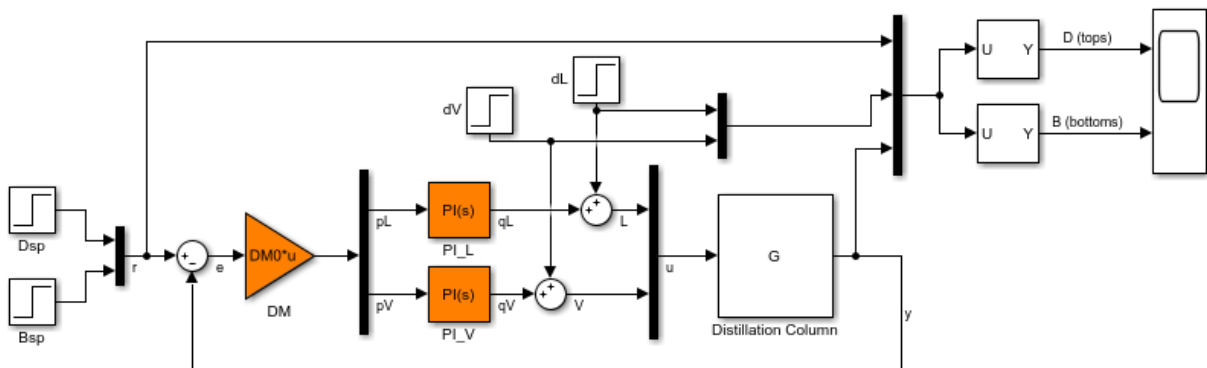 U Y
D (tops)
dL
dV
U Y
B (bottoms)
Dsp
Bsp
r
+
−
e
DM0*u
DM
pL
PI(s)
qL
PI_L
+
+
L
pV
PI(s)
qV
PI_V
+
+
V
u
G
Distillation Column
y